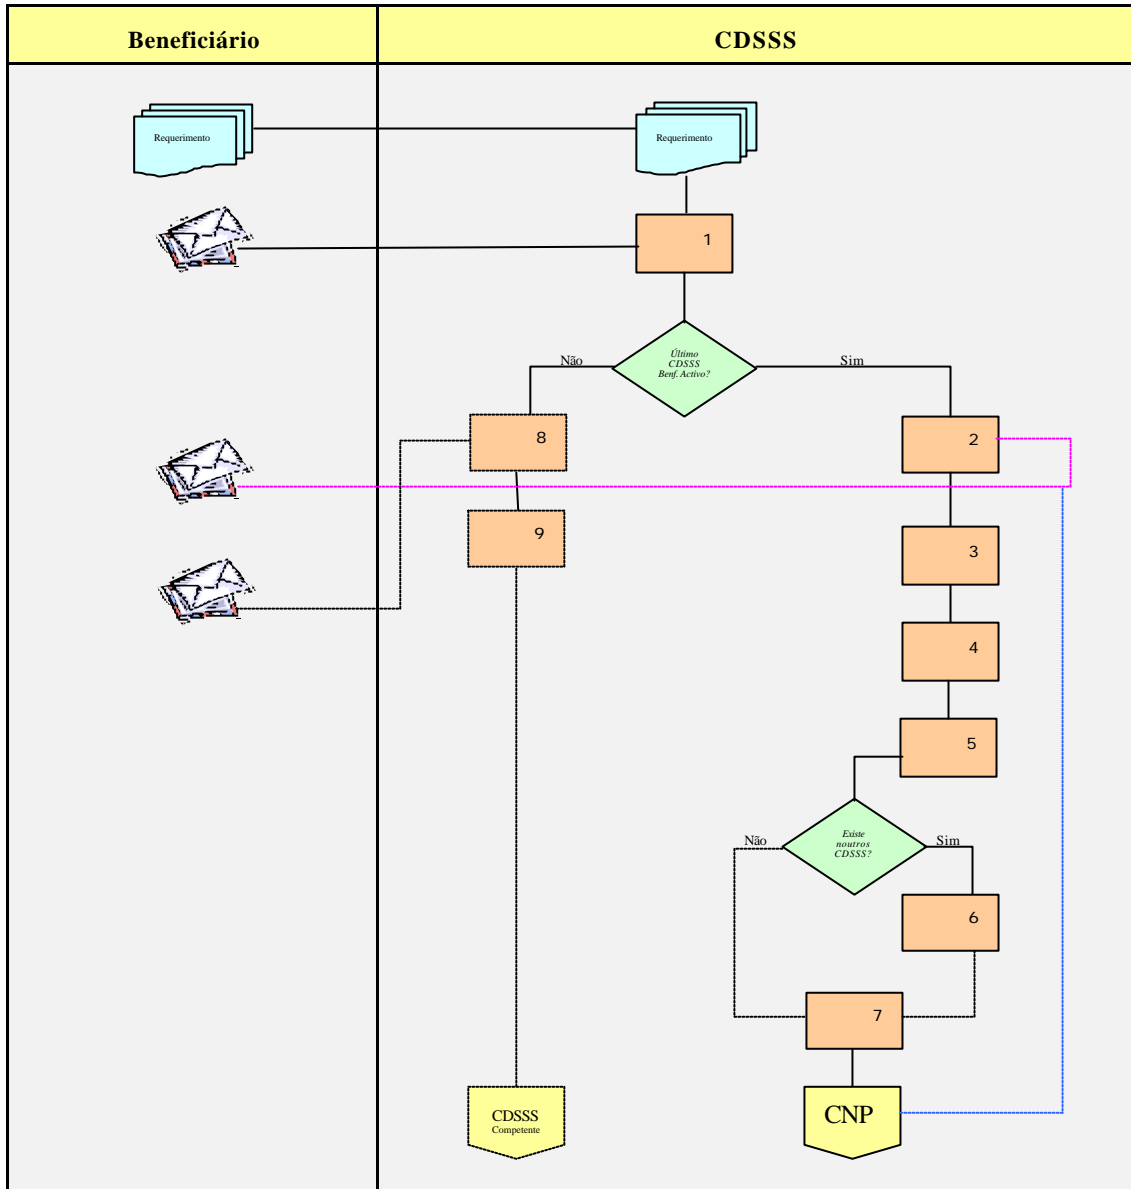 Beneficiário
CDSSS
Requerimento
Requerimento
1
Último
CDSSS
Benf. Activo?
Não
Sim
8
2
9
3
4
5
Existe
noutros
CDSSS?
Não
Sim
6
7
CDSSS
Competente
CNP